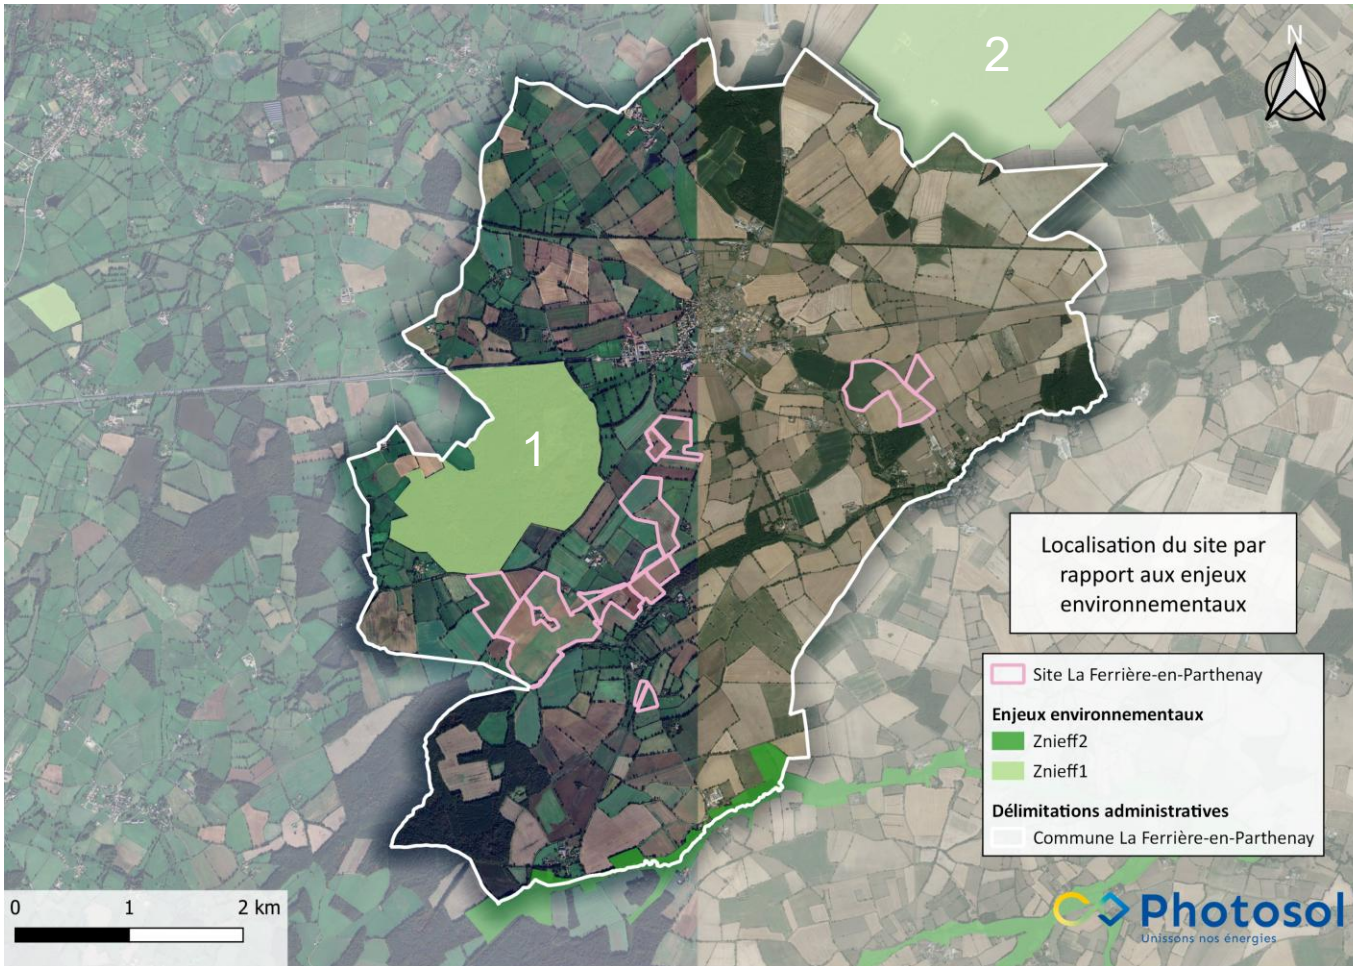 2
N
1
Localisation du site par
rapport aux enjeux
environnementaux
Site La Ferrière-en-Parthenay
Enjeux environnementaux
Znieff2
Znieff1
Délimitations administratives
Commune La Ferrière-en-Parthenay
0 1 2 km
Photosol
Unissons nos énergies